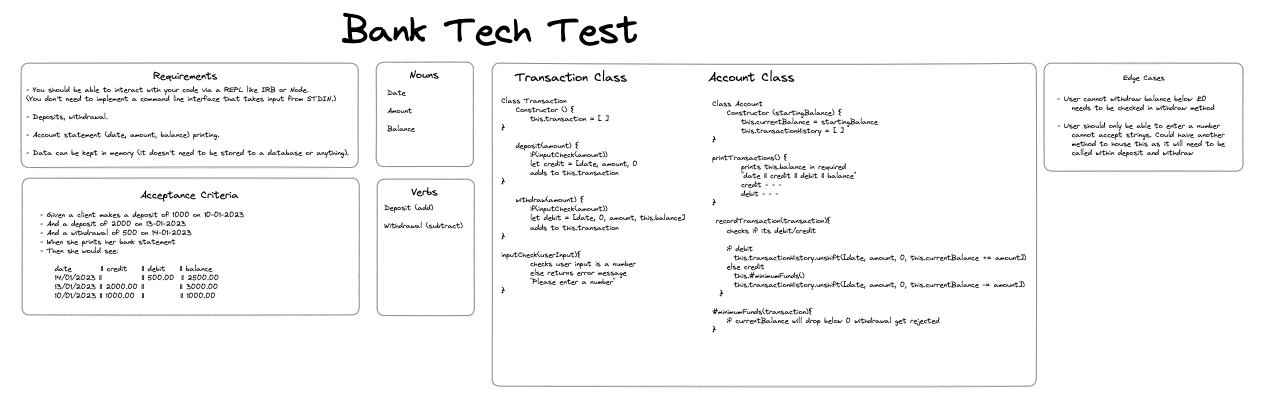 Bank Tech Test
Requirements
- You should be able to interact with your code via a REPL like IRB or Node.
(You don't need to implement a command line interface that takes input from STDIN.)
- Deposits, withdrawal.
- Account statement (date, amount, balance) printing.
- Data can be kept in memory (it doesn't need to be stored to a database or anything).
Acceptance Criteria
- Given a client makes a deposit of 1000 on 10-01-2023
- And a deposit of 2000 on 13-01-2023
- And a withdrawal of 500 on 14-01-2023
- When she prints her bank statement
- Then she would see:
date || credit || debit || balance
14/01/2023 || || 500.00 || 2500.00
13/01/2023 || 2000.00 || || 3000.00
10/01/2023 || 1000.00 || || 1000.00
Nouns
Date
Amount
Balance
Verbs
Deposit (add)
Withdrawal (subtract)
Transaction Class
Class Transaction
Constructor () {
this.transaction = [ ]
}
deposit(amount) {
if(inputCheck(amount))
let credit = [date, amount, 0
adds to this.transaction
}
withdraw(amount) {
if(inputCheck(amount))
let debit = [date, 0, amount, this.balance]
adds to this.transaction
}
inputCheck(userInput){
checks user input is a number
else returns error message
"Please enter a number"
}
Account Class
Class Account
Constructor (startingBalance) {
this.currentBalance = startingBalance
this.transactionHistory = [ ]
}
printTransactions() {
prints this.balance in required
"date || credit || debit || balance"
credit - - -
debit - - -
}
recordTransaction(transaction){
checks if its debit/credit
if debit
this.transactionHistory.unshift([date, amount, 0, this.currentBalance += amount])
else credit
this.#minimumFunds()
this.transactionHistory.unshift([date, amount, 0, this.currentBalance -= amount])
}
#minimumFunds(transaction){
if currentBalance will drop below 0 withdrawal get rejected
}
Edge Cases
- User cannot withdraw balance below £0
needs to be checked in withdraw method
- User should only be able to enter a number
cannot accept strings. Could have another
method to house this as it will need to be
called within deposit and withdraw